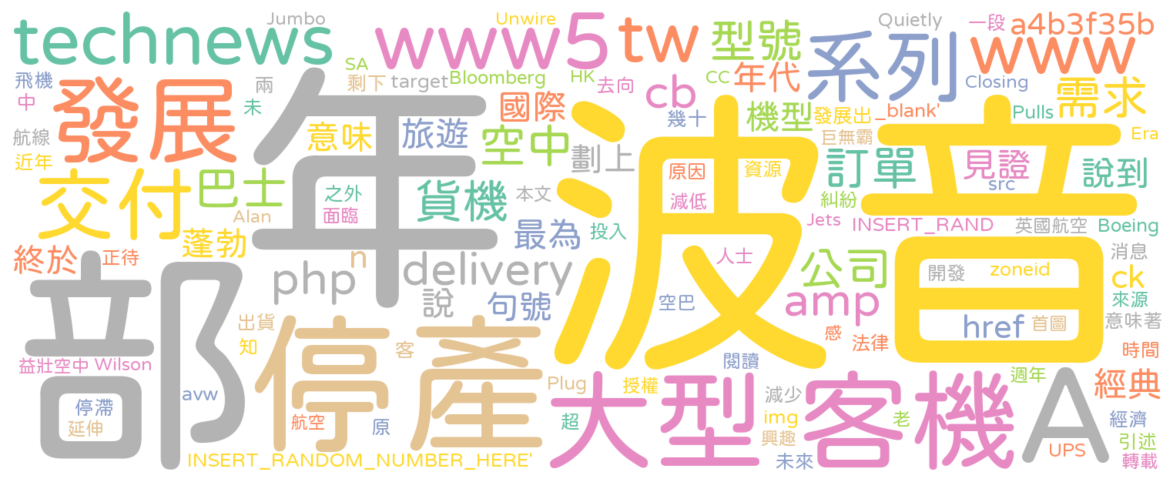 Jumbo
Unwire
Quietly
一段
a4b3f35b
technews
www5
tw
型號
系列
www
飛機
SA
兩
剩下
target
Bloomberg
HK
去向
CC
年代
Closing
需求
中
未
發展
年
波音
國際
cb
幾十
機型
發展出
_blank'
Pulls
Era
航線
意味
旅遊
空中
劃上
巨無霸
訂單
見證
說到
近年
交付
巴士
之外
貨機
本文
原因
資源
src
減低
糾紛
面臨
Alan
投入
Jets
INSERT_RAND
英國航空
Boeing
終於
正待
蓬勃
最為
人士
公司
消息
部
php
n
delivery
開發
zoneid
ck
來源
說
句號
空巴
amp
href
首圖
意味著
出貨
停產
感
法律
知
客
時間
益壯空中
Wilson
閱讀
週年
avw
Plug
授權
大型客機
A
減少
經典
停滯
延伸
航空
原
超
img
老
經濟
興趣
引述
INSERT_RANDOM_NUMBER_HERE'
未來
UPS
轉載